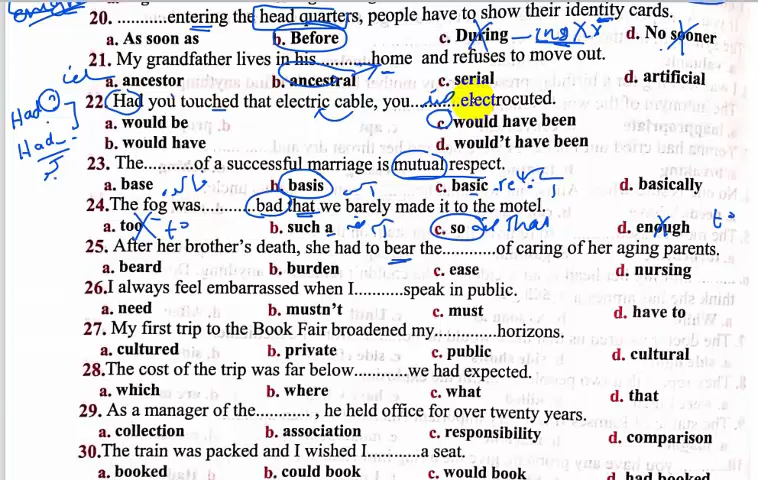 20. ..........entering the head quarters, people have to show their identity cards.
a. As soon as b. Before c. During d. No sooner
21. My grandfather lives in his..........home and refuses to move out.
a. ancestor b. ancestral c. serial d. artificial
22 Had you touched that electric cable, you..........electrocuted.
a. would be c. would have been
b. would have d. would't have been
23. The..........of a successful marriage is mutual respect.
a. base b. basis c. basic d. basically
24. The fog was..........bad that we barely made it to the motel.
a. too to b. such a c. so d. enough to
25. After her brother's death, she had to bear the..........of caring of her aging parents.
a. beard b. burden c. ease d. nursing
26. I always feel embarrassed when I..........speak in public.
a. need b. mustn't c. must d. have to
27. My first trip to the Book Fair broadened my..........horizons.
a. cultured b. private c. public d. cultural
28. The cost of the trip was far below..........we had expected.
a. which b. where c. what d. that
29. As a manager of the..........., he held office for over twenty years.
a. collection b. association c. responsibility d. comparison
30. The train was packed and I wished I..........a seat.
a. booked b. could book c. would book d. had booked